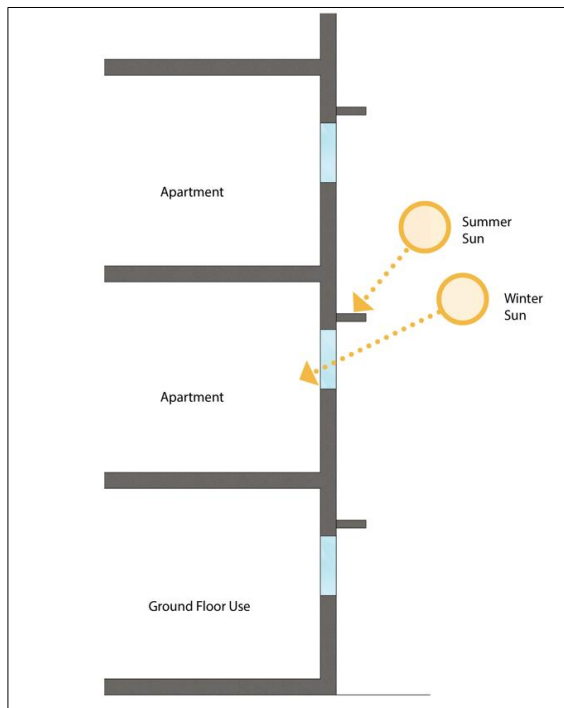 Apartment
Summer
Sun
Winter
Sun
Apartment
Ground Floor Use